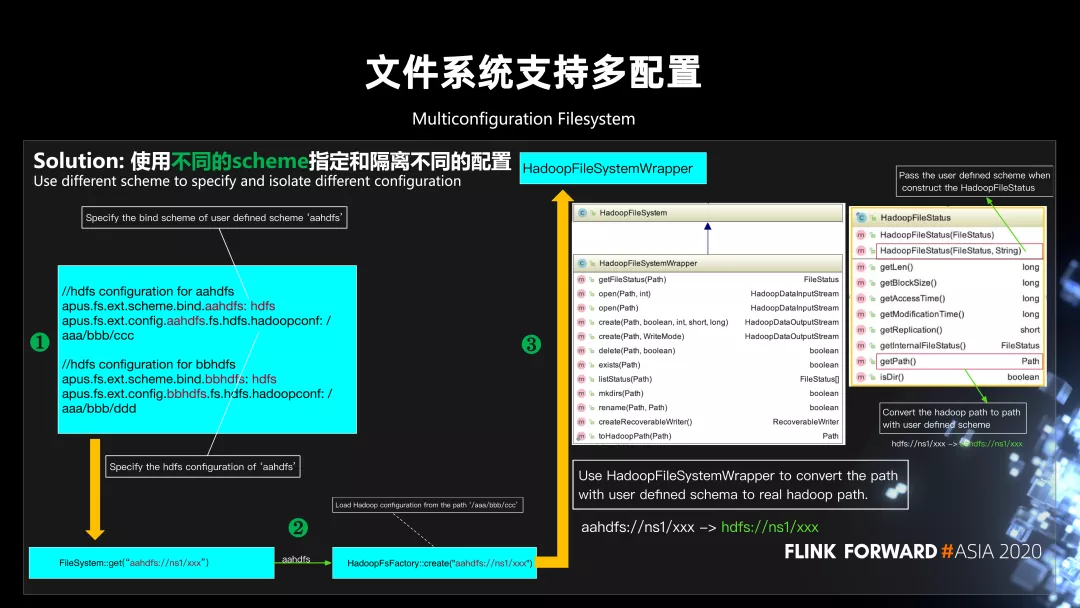 文件系统支持多配置
Multiconfiguration Filesystem
Solution: 使用不同的scheme指定和隔离不同的配置
Use different scheme to specify and isolate different configuration
Specify the bind scheme of user defined scheme 'aahdfs'
❶
//hdfs configuration for aahdfs
apus.fs.ext.scheme.bind.aahdfs: hdfs
apus.fs.ext.config.aahdfs.fs.hdfs.hadoopconf: /
aaa/bbb/ccc
//hdfs configuration for bbhdfs
apus.fs.ext.scheme.bind.bbhdfs: hdfs
apus.fs.ext.config.bbhdfs.fs.hdfs.hadoopconf: /
aaa/bbb/ddd
Specify the hdfs configuration of 'aahdfs'
❷
Load Hadoop configuration from the path '/aaa/bbb/ccc'
FileSystem::get("aahdfs://ns1/xxx")
aahdfs
HadoopFsFactory::create("aahdfs://ns1/xxx")
❸
HadoopFileSystemWrapper
C HadoopFileSystem
C HadoopFileSystemWrapper
m getFileStatus(Path) FileStatus
m open(Path, int) HadoopDataInputStream
m open(Path) HadoopDataInputStream
m create(Path, boolean, int, short, long) HadoopDataOutputStream
m create(Path, WriteMode) HadoopDataOutputStream
m delete(Path, boolean) boolean
m exists(Path) boolean
m listStatus(Path) FileStatus[]
m mkdirs(Path) boolean
m rename(Path, Path) boolean
m createRecoverableWriter() RecoverableWriter
m toHadoopPath(Path) Path
Use HadoopFileSystemWrapper to convert the path
with user defined schema to real hadoop path.
aahdfs://ns1/xxx -> hdfs://ns1/xxx
Pass the user defined scheme when
construct the HadoopFileStatus
C HadoopFileStatus
m HadoopFileStatus(FileStatus)
m HadoopFileStatus(FileStatus, String)
m getLen() long
m getBlockSize() long
m getAccessTime() long
m getModificationTime() long
m getReplication() short
m getInternalFileStatus() FileStatus
m getPath() Path
m isDir() boolean
Convert the hadoop path to path
with user defined scheme
hdfs://ns1/xxx -> aahdfs://ns1/xxx
FLINK FORWARD #ASIA 2020